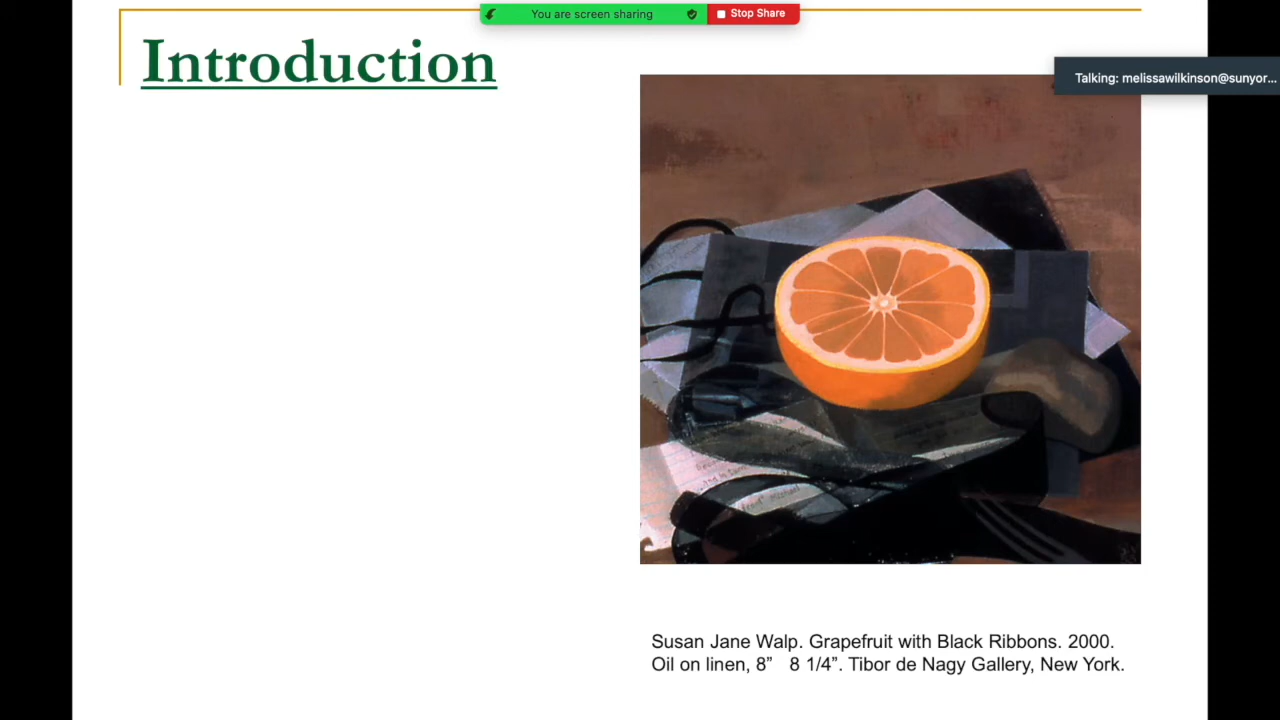 You are screen sharing
Stop Share
Introduction
Talking: melissawilkinson@sunyor...
Susan Jane Walp. Grapefruit with Black Ribbons. 2000.
Oil on linen, 8” 8 1/4”. Tibor de Nagy Gallery, New York.